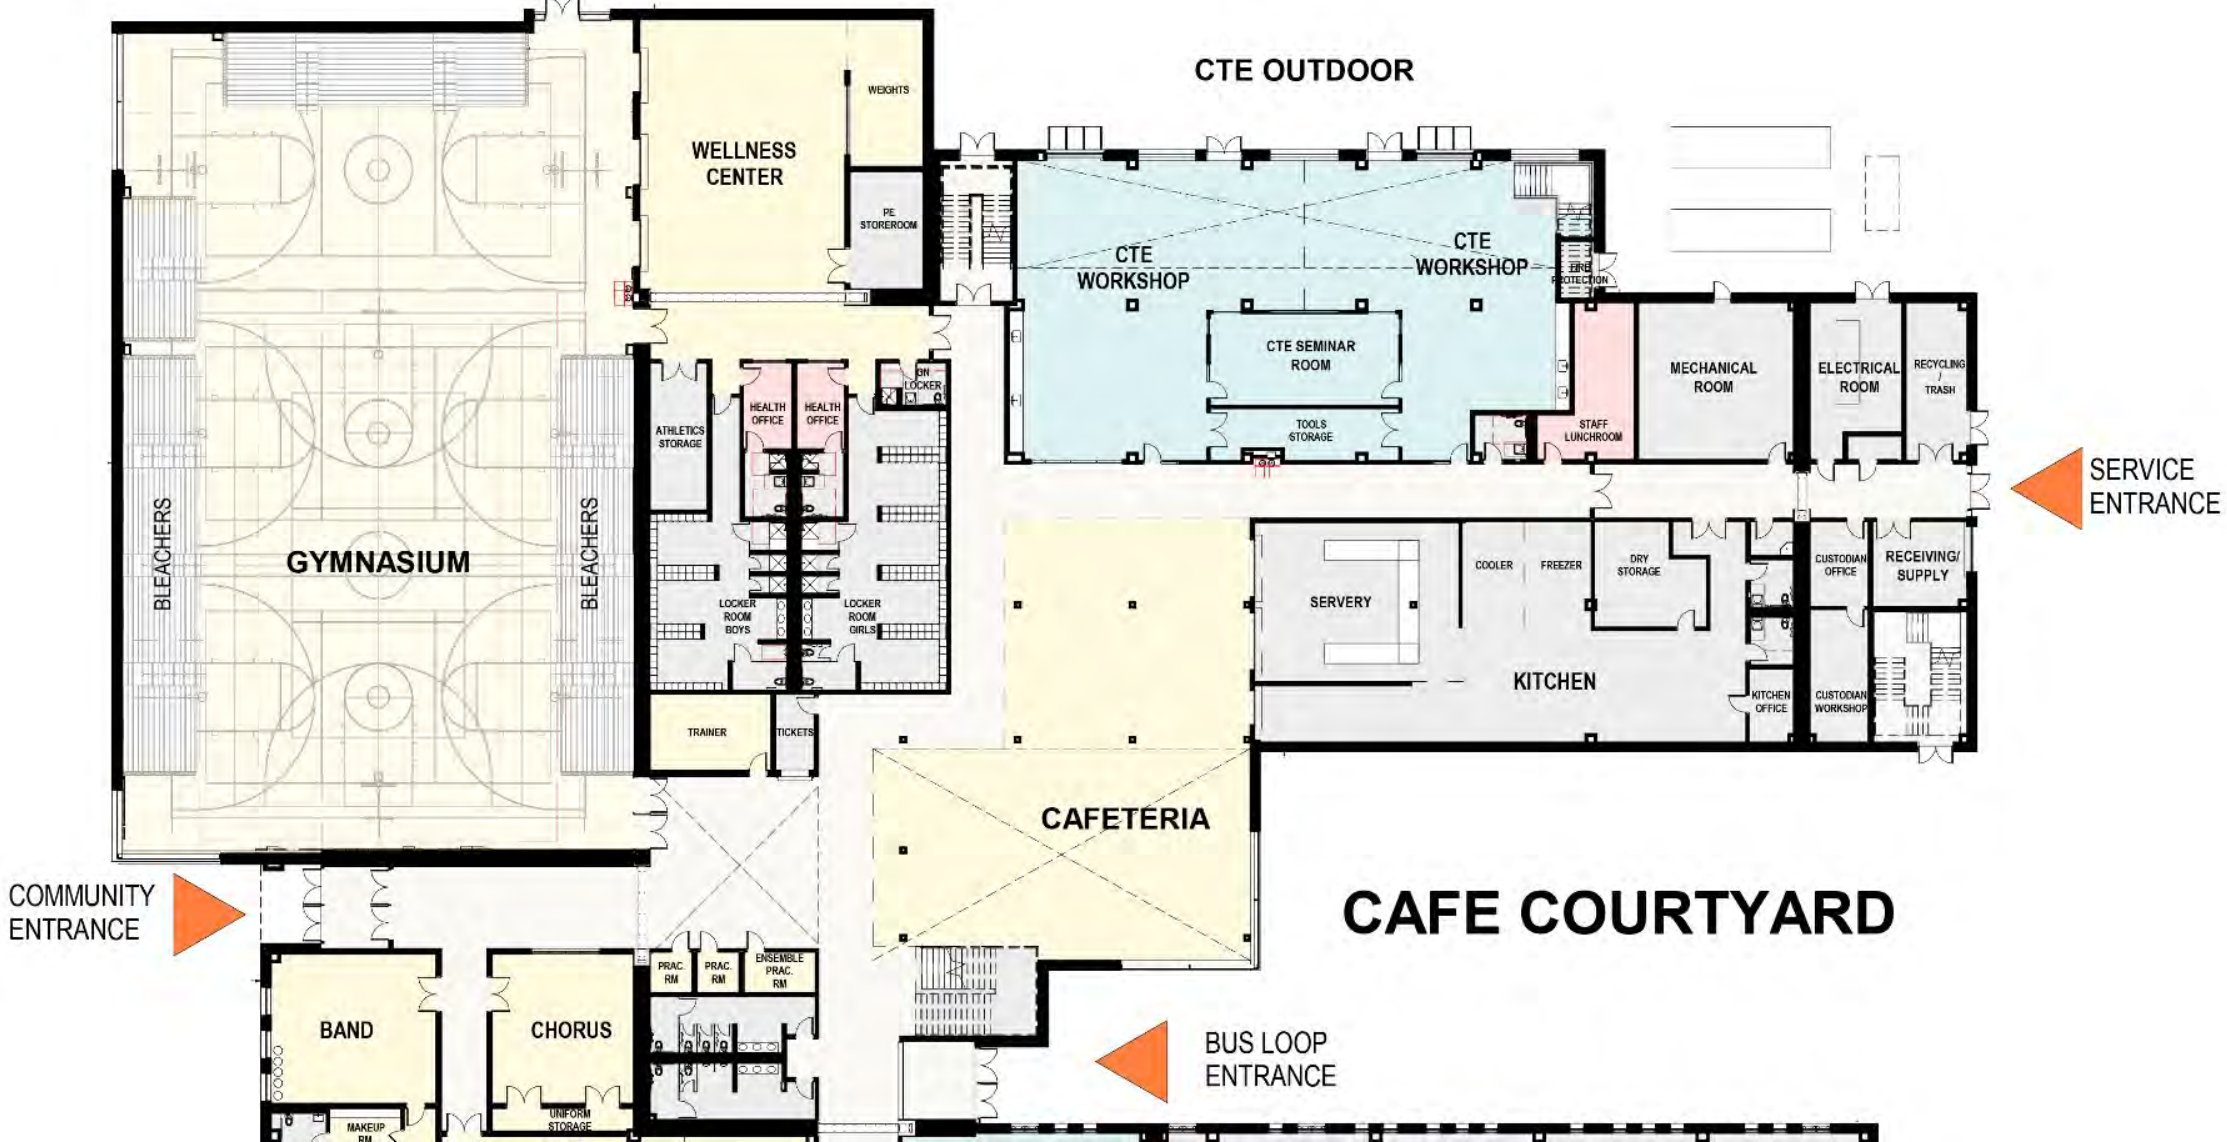 CTE OUTDOOR
WEIGHTS
WELLNESS
CENTER
PE
STOREROOM
CTE
WORKSHOP
CTE
WORKSHOP
FIRE
PROTECTION
CTE SEMINAR
ROOM
TOOLS
STORAGE
STAFF
LUNCHROOM
MECHANICAL
ROOM
ELECTRICAL
ROOM
RECYCLING
/
TRASH
SERVICE
ENTRANCE
ATHLETICS
STORAGE
HEALTH
OFFICE
HEALTH
OFFICE
GN
LOCKER
BLEACHERS
GYMNASIUM
BLEACHERS
LOCKER
ROOM
BOYS
LOCKER
ROOM
GIRLS
SERVERY
COOLER
FREEZER
DRY
STORAGE
CUSTODIAN
OFFICE
RECEIVING/
SUPPLY
KITCHEN
KITCHEN
OFFICE
CUSTODIAN
WORKSHOP
TRAINER
TICKETS
CAFETERIA
COMMUNITY
ENTRANCE
CAFE COURTYARD
PRAC.
RM
PRAC.
RM
ENSEMBLE
PRAC.
RM
BAND
CHORUS
BUS LOOP
ENTRANCE
UNIFORM
STORAGE
MAKEUP
RM